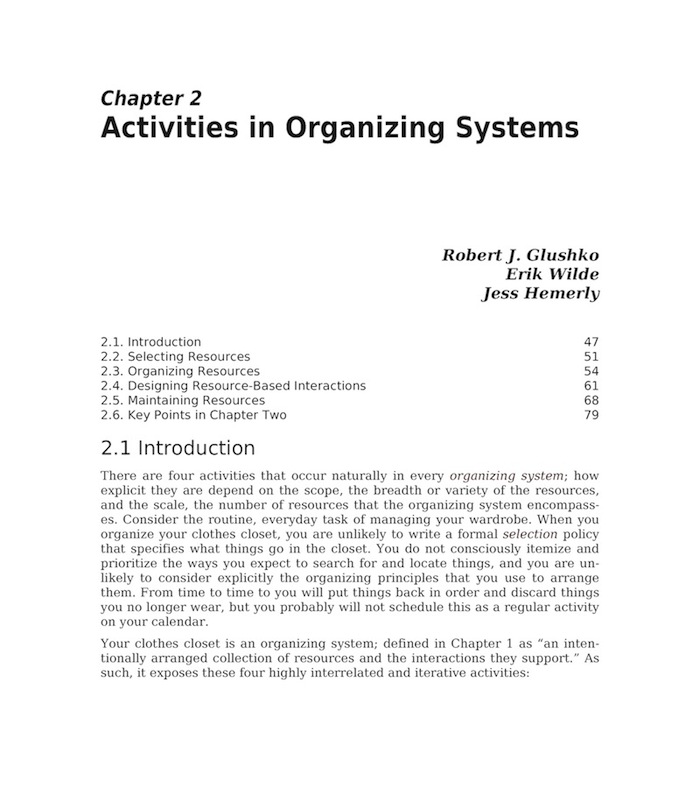 Chapter 2
Activities in Organizing Systems
Robert J. Glushko
Erik Wilde
Jess Hemerly
2.1. Introduction 47
2.2. Selecting Resources 51
2.3. Organizing Resources 54
2.4. Designing Resource-Based Interactions 61
2.5. Maintaining Resources 68
2.6. Key Points in Chapter Two 79
2.1 Introduction
There are four activities that occur naturally in every organizing system; how
explicit they are depend on the scope, the breadth or variety of the resources,
and the scale, the number of resources that the organizing system encompass-
es. Consider the routine, everyday task of managing your wardrobe. When you
organize your clothes closet, you are unlikely to write a formal selection policy
that specifies what things go in the closet. You do not consciously itemize and
prioritize the ways you expect to search for and locate things, and you are un-
likely to consider explicitly the organizing principles that you use to arrange
them. From time to time to you will put things back in order and discard things
you no longer wear, but you probably will not schedule this as a regular activity
on your calendar.
Your clothes closet is an organizing system; defined in Chapter 1 as “an inten-
tionally arranged collection of resources and the interactions they support.” As
such, it exposes these four highly interrelated and iterative activities: